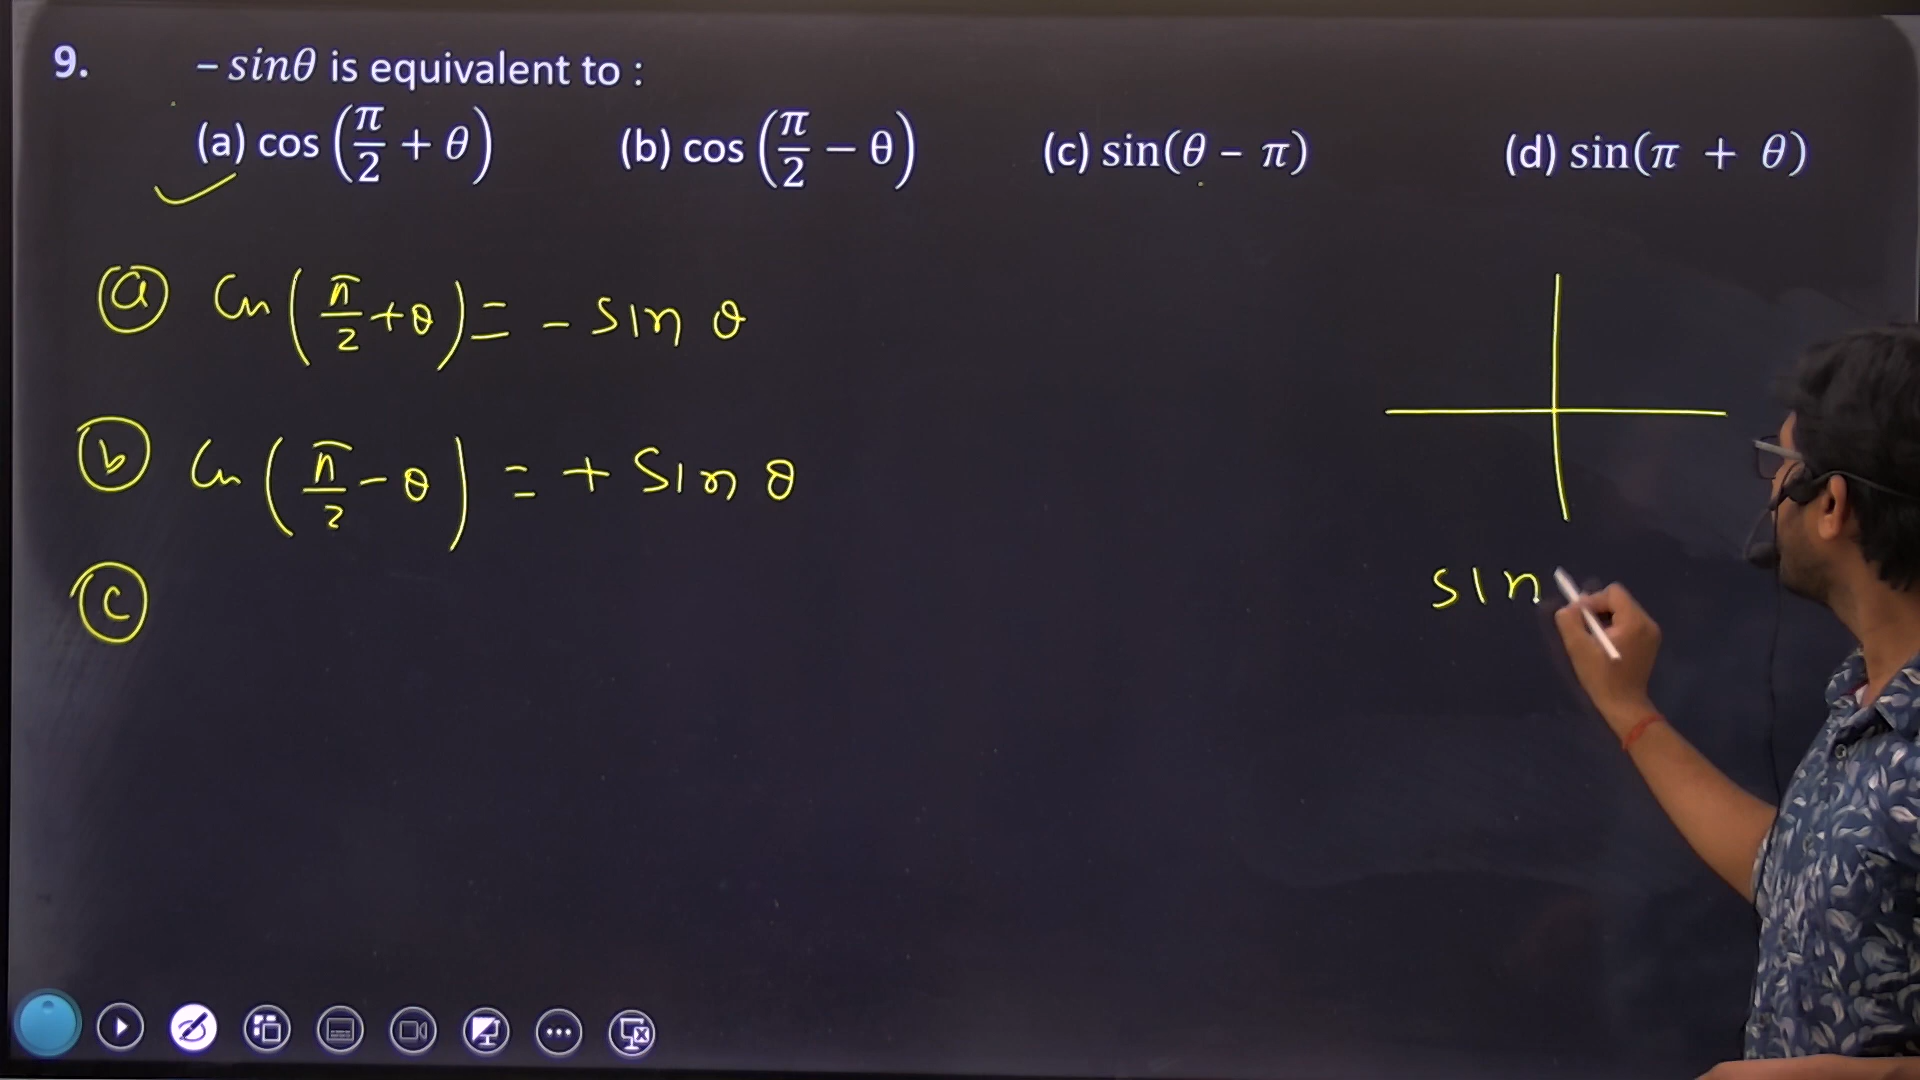 9. – sinθ is equivalent to :
(a) cos (π/2 + θ) (b) cos (π/2 – θ) (c) sin(θ – π) (d) sin(π + θ)
(a) Cos (π/2 + θ) = – sin θ
(b) Cos (π/2 – θ) = + Sin θ
(c)
sin